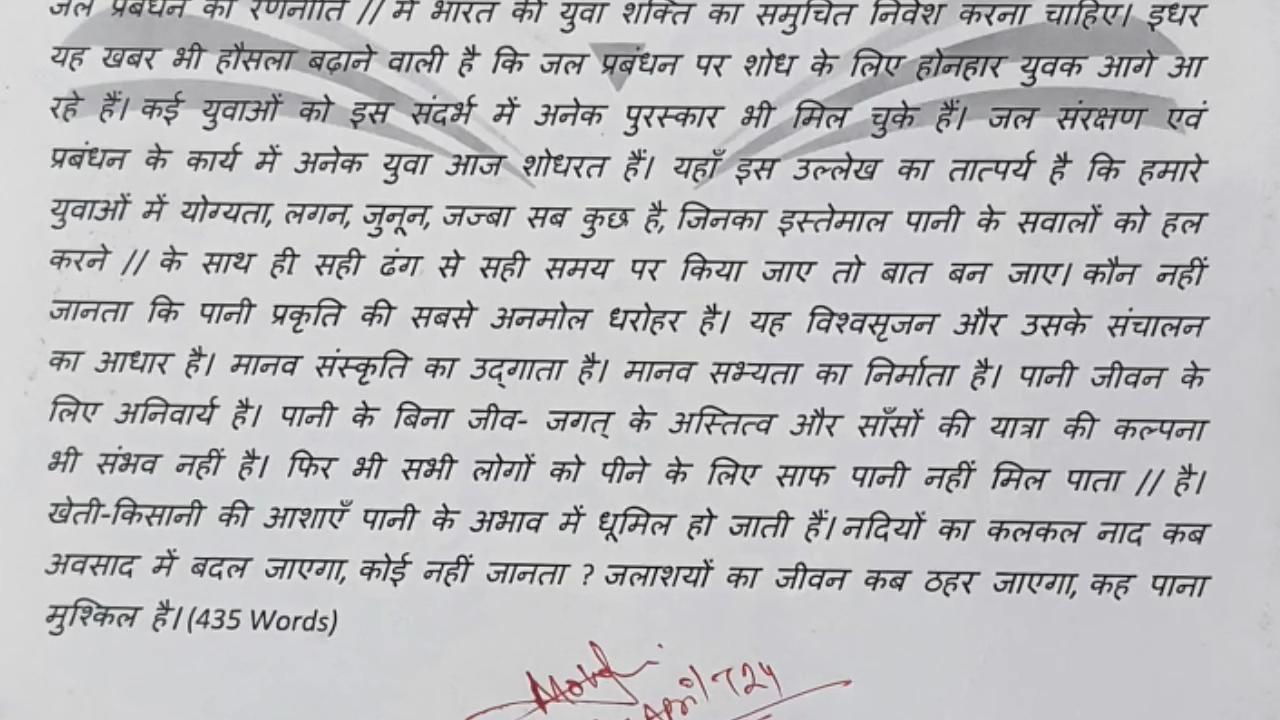 जल प्रबंधन की रणनीति // में भारत की युवा शक्ति का समुचित निवेश करना चाहिए। इधर
यह खबर भी हौसला बढ़ाने वाली है कि जल प्रबंधन पर शोध के लिए होनहार युवक आगे आ
रहे हैं। कई युवाओं को इस संदर्भ में अनेक पुरस्कार भी मिल चुके हैं। जल संरक्षण एवं
प्रबंधन के कार्य में अनेक युवा आज शोधरत हैं। यहाँ इस उल्लेख का तात्पर्य है कि हमारे
युवाओं में योग्यता, लगन, जुनून, जज्बा सब कुछ है, जिनका इस्तेमाल पानी के सवालों को हल
करने // के साथ ही सही ढंग से सही समय पर किया जाए तो बात बन जाए। कौन नहीं
जानता कि पानी प्रकृति की सबसे अनमोल धरोहर है। यह विश्वसृजन और उसके संचालन
का आधार है। मानव संस्कृति का उद्‌गाता है। मानव सभ्यता का निर्माता है। पानी जीवन के
लिए अनिवार्य है। पानी के बिना जीव- जगत् के अस्तित्व और साँसों की यात्रा की कल्पना
भी संभव नहीं है। फिर भी सभी लोगों को पीने के लिए साफ पानी नहीं मिल पाता // है।
खेती-किसानी की आशाएँ पानी के अभाव में धूमिल हो जाती हैं। नदियों का कलकल नाद कब
अवसाद में बदल जाएगा, कोई नहीं जानता ? जलाशयों का जीवन कब ठहर जाएगा, कह पाना
मुश्किल है। (435 Words)
April